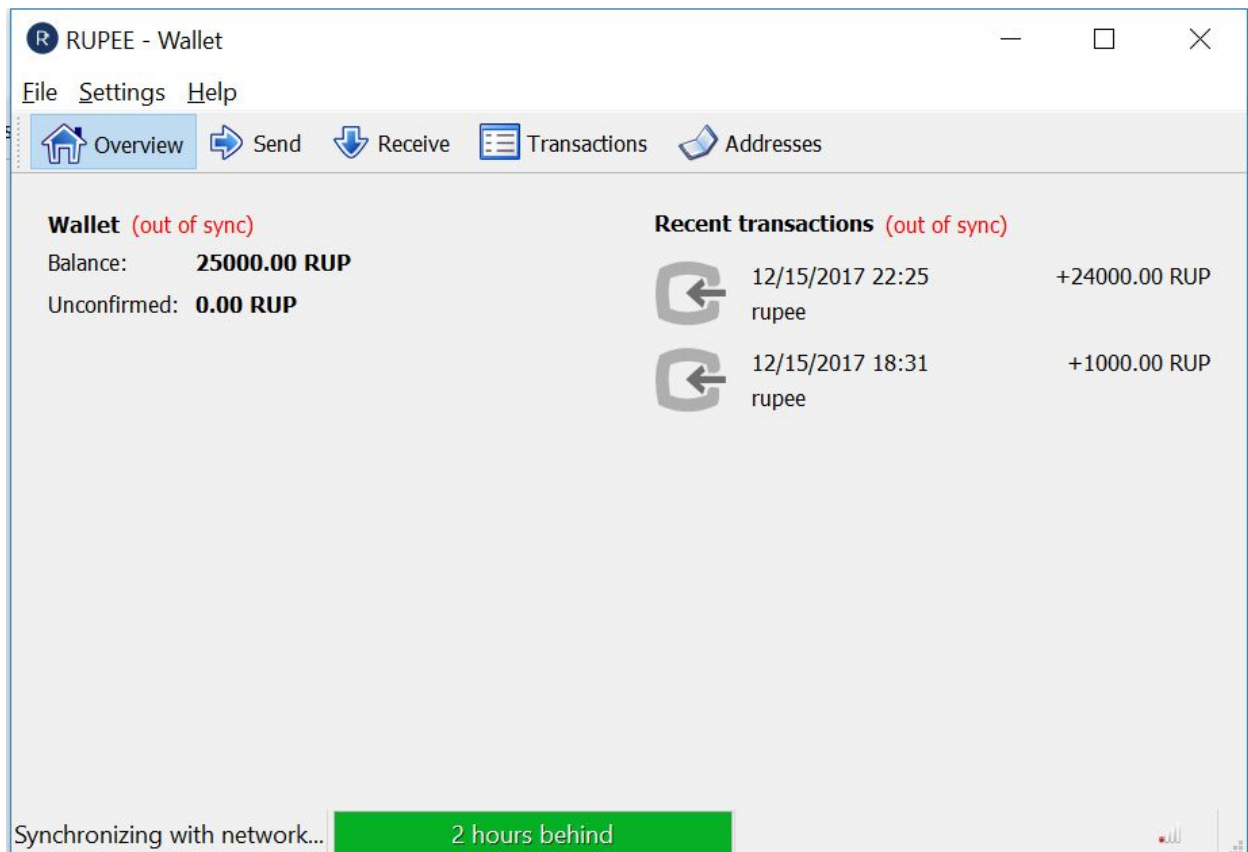 R RUPEE - Wallet
File Settings Help
Overview Send Receive Transactions Addresses
Wallet (out of sync)
Balance: 25000.00 RUP
Unconfirmed: 0.00 RUP
Recent transactions (out of sync)
12/15/2017 22:25 +24000.00 RUP
rupee
12/15/2017 18:31 +1000.00 RUP
rupee
Synchronizing with network... 2 hours behind